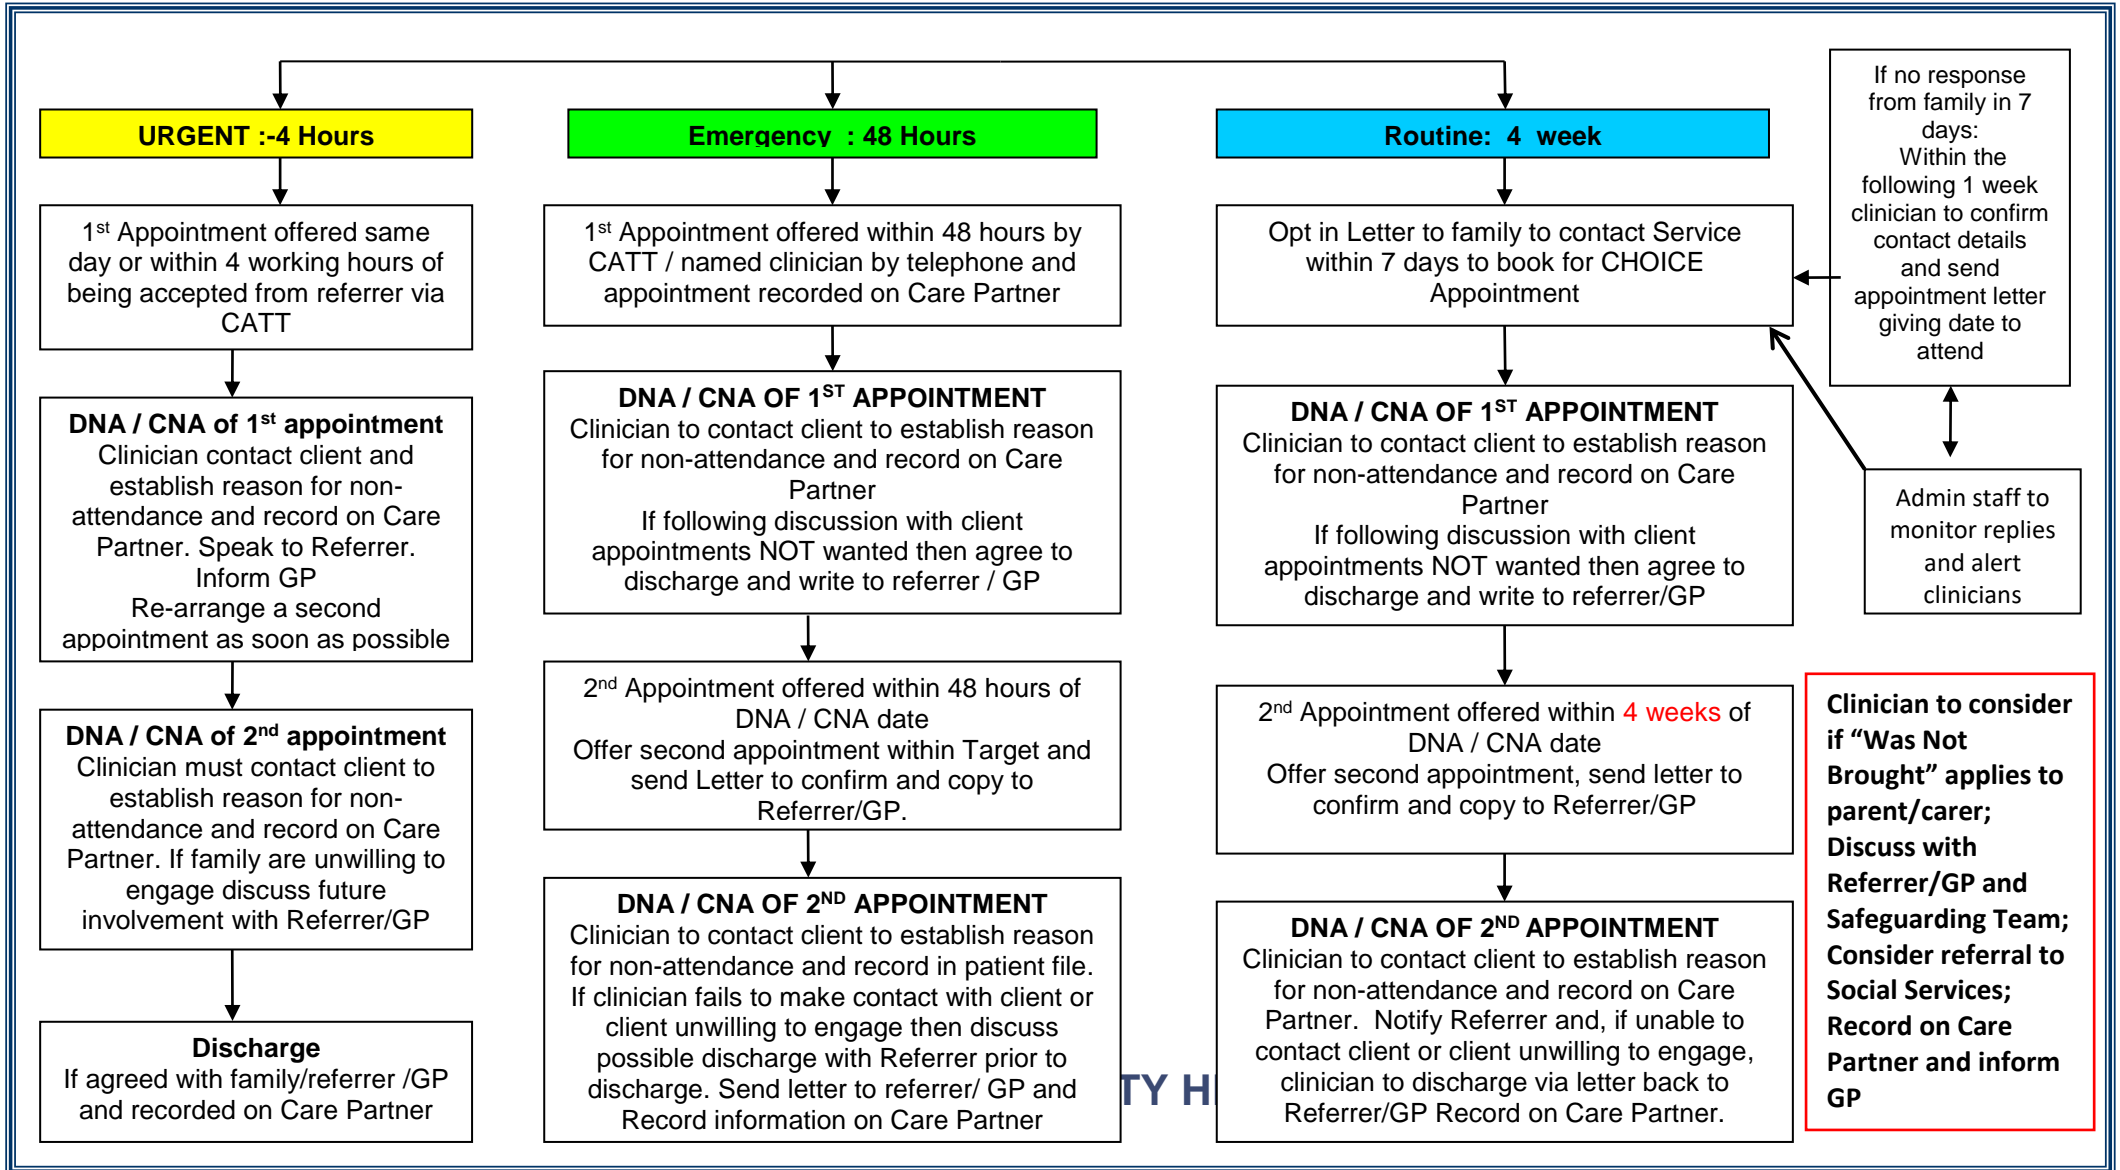 URGENT :-4 Hours
1st Appointment offered same
day or within 4 working hours of
being accepted from referrer via
CATT
DNA / CNA of 1st appointment
Clinician contact client and
establish reason for non-
attendance and record on Care
Partner. Speak to Referrer.
Inform GP
Re-arrange a second
appointment as soon as possible
DNA / CNA of 2nd appointment
Clinician must contact client to
establish reason for non-
attendance and record on Care
Partner. If family are unwilling to
engage discuss future
involvement with Referrer/GP
Discharge
If agreed with family/referrer /GP
and recorded on Care Partner
Emergency : 48 Hours
1st Appointment offered within 48 hours by
CATT / named clinician by telephone and
appointment recorded on Care Partner
DNA / CNA OF 1ST APPOINTMENT
Clinician to contact client to establish reason
for non-attendance and record on Care
Partner
If following discussion with client
appointments NOT wanted then agree to
discharge and write to referrer / GP
2nd Appointment offered within 48 hours of
DNA / CNA date
Offer second appointment within Target and
send Letter to confirm and copy to
Referrer/GP.
DNA / CNA OF 2ND APPOINTMENT
Clinician to contact client to establish reason
for non-attendance and record in patient file.
If clinician fails to make contact with client or
client unwilling to engage then discuss
possible discharge with Referrer prior to
discharge. Send letter to referrer/ GP and
Record information on Care Partner
Routine: 4 week
Opt in Letter to family to contact Service
within 7 days to book for CHOICE
Appointment
DNA / CNA OF 1ST APPOINTMENT
Clinician to contact client to establish reason
for non-attendance and record on Care
Partner
If following discussion with client
appointments NOT wanted then agree to
discharge and write to referrer/GP
2nd Appointment offered within 4 weeks of
DNA / CNA date
Offer second appointment, send letter to
confirm and copy to Referrer/GP
DNA / CNA OF 2ND APPOINTMENT
Clinician to contact client to establish reason
for non-attendance and record on Care
Partner. Notify Referrer and, if unable to
contact client or client unwilling to engage,
clinician to discharge via letter back to
Referrer/GP Record on Care Partner.
If no response
from family in 7
days:
Within the
following 1 week
clinician to confirm
contact details
and send
appointment letter
giving date to
attend
Admin staff to
monitor replies
and alert
clinicians
Clinician to consider
if “Was Not
Brought” applies to
parent/carer;
Discuss with
Referrer/GP and
Safeguarding Team;
Consider referral to
Social Services;
Record on Care
Partner and inform
GP